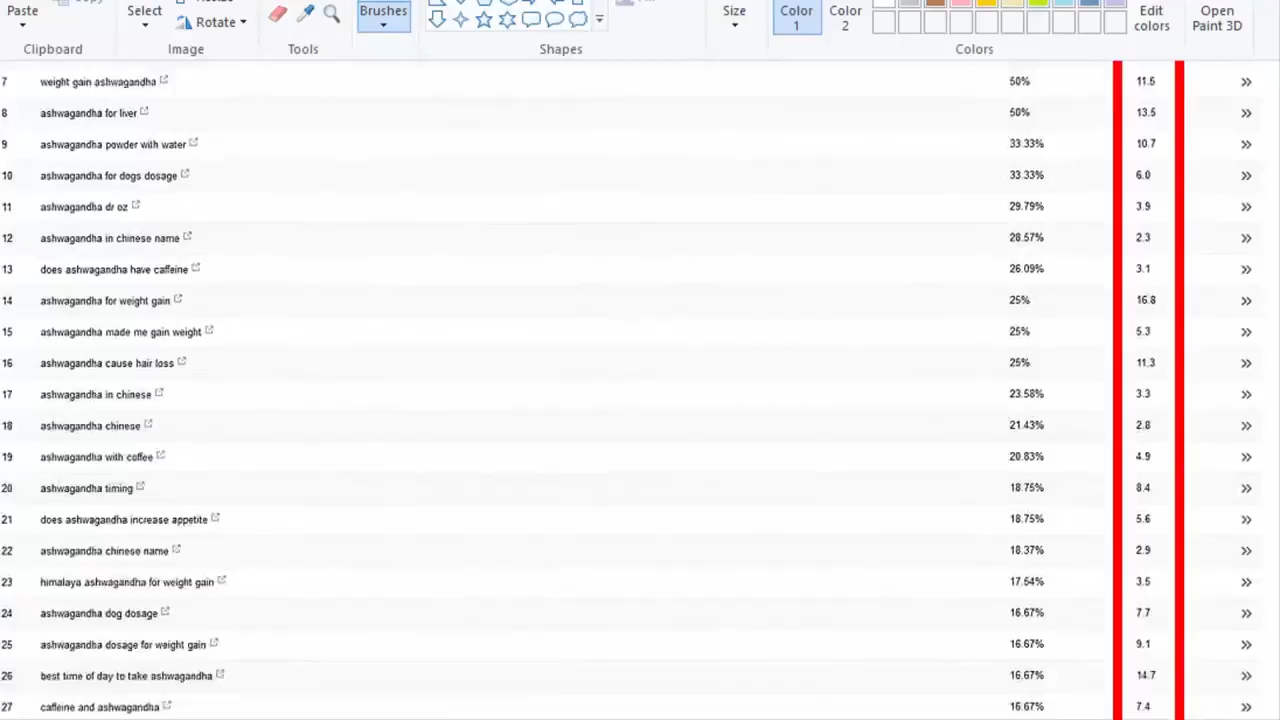 Paste
Select
Rotate
Brushes
Size
Color 1
Color 2
Edit colors
Open Paint 3D
Clipboard
Image
Tools
Shapes
Colors
7 weight gain ashwagandha 50% 11.5
8 ashwagandha for liver 50% 13.5
9 ashwagandha powder with water 33.33% 10.7
10 ashwagandha for dogs dosage 33.33% 6.0
11 ashwagandha dr oz 29.79% 3.9
12 ashwagandha in chinese name 28.57% 2.3
13 does ashwagandha have caffeine 26.09% 3.1
14 ashwagandha for weight gain 25% 16.8
15 ashwagandha made me gain weight 25% 5.3
16 ashwagandha cause hair loss 25% 11.3
17 ashwagandha in chinese 23.58% 3.3
18 ashwagandha chinese 21.43% 2.8
19 ashwagandha with coffee 20.83% 4.9
20 ashwagandha timing 18.75% 8.4
21 does ashwagandha increase appetite 18.75% 5.6
22 ashwagandha chinese name 18.37% 2.9
23 himalaya ashwagandha for weight gain 17.54% 3.5
24 ashwagandha dog dosage 16.67% 7.7
25 ashwagandha dosage for weight gain 16.67% 9.1
26 best time of day to take ashwagandha 16.67% 14.7
27 caffeine and ashwagandha 16.67% 7.4